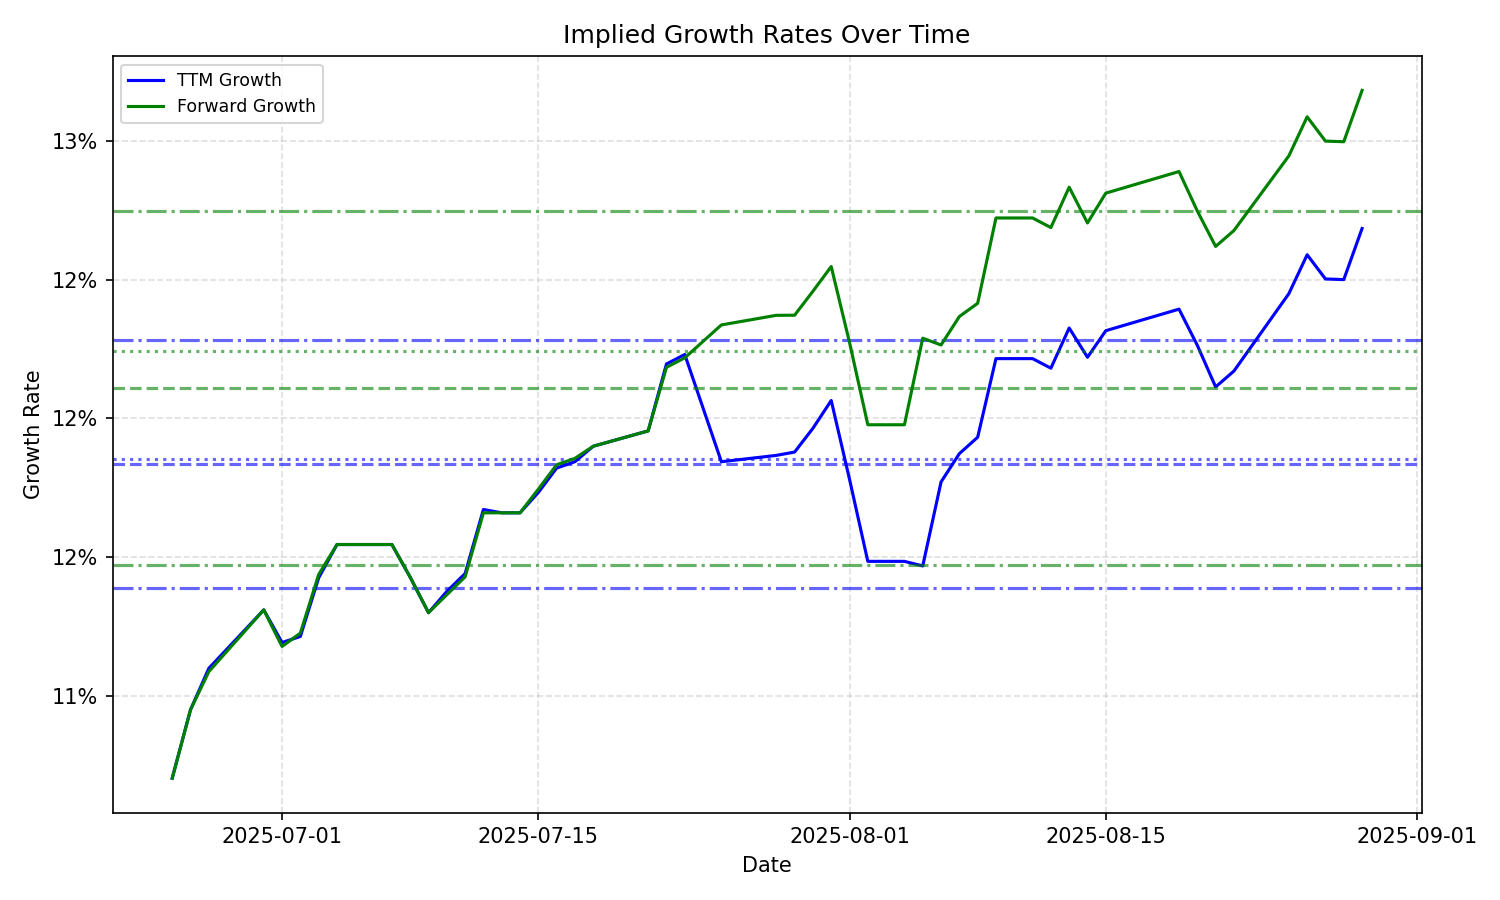 Implied Growth Rates Over Time
TTM Growth
Forward Growth
13%
12%
12%
12%
11%
Growth Rate
2025-07-01
2025-07-15
2025-08-01
2025-08-15
2025-09-01
Date